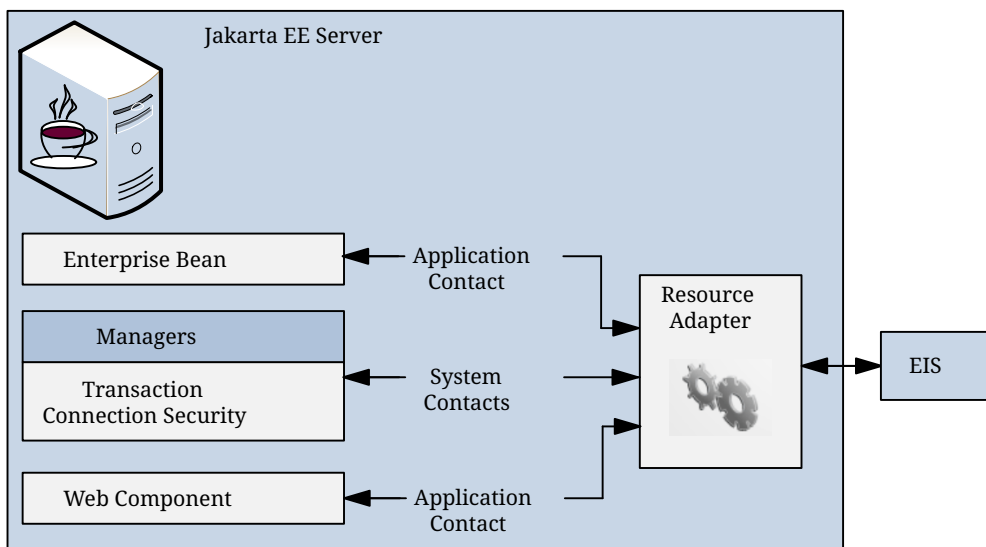 Jakarta EE Server
Enterprise Bean
Application
Contact
Resource
Adapter
Managers
Transaction
Connection Security
System
Contacts
EIS
Web Component
Application
Contact